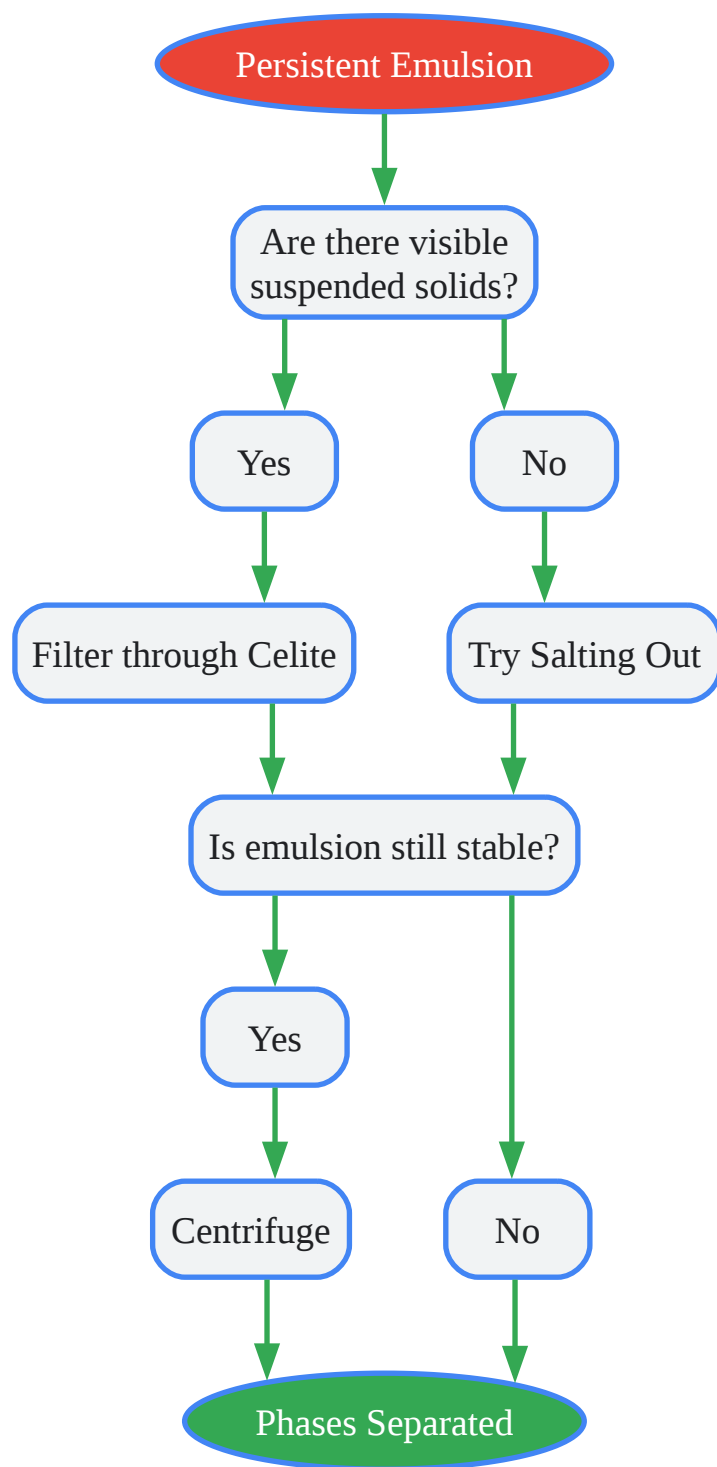 Persistent Emulsion
Are there visible
suspended solids?
Yes
No
Filter through Celite
Try Salting Out
Is emulsion still stable?
Yes
Centrifuge
No
Phases Separated